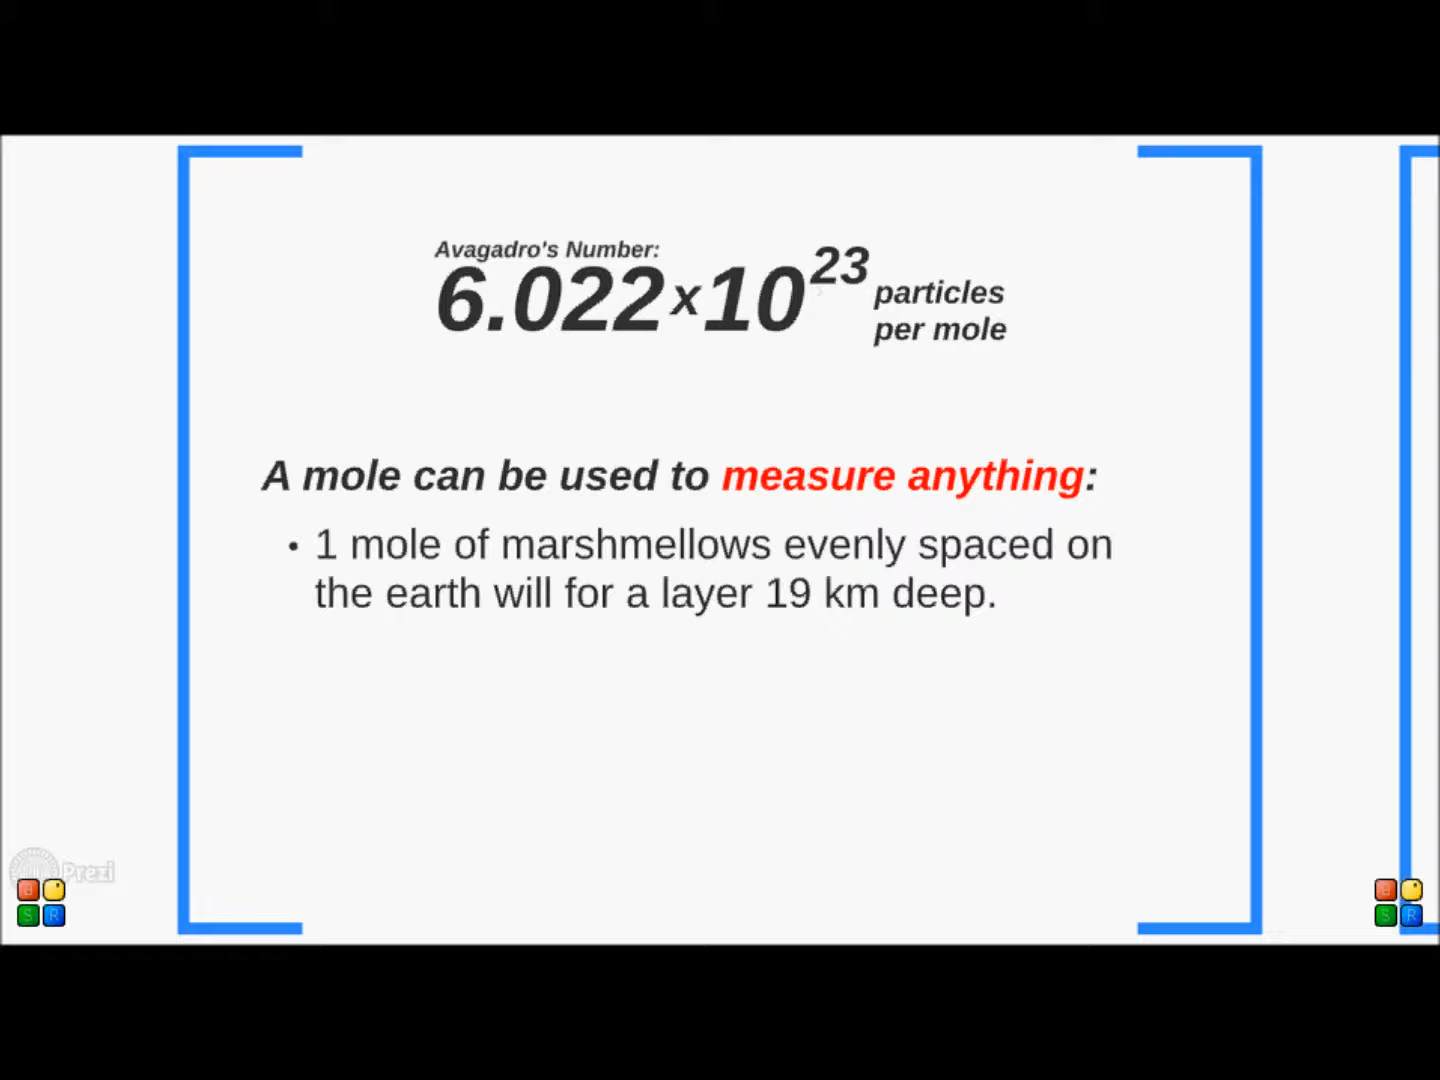 Avagadro's Number:
6.022x10 23 particles
per mole
A mole can be used to measure anything:
• 1 mole of marshmellows evenly spaced on
the earth will for a layer 19 km deep.
Prezi
B
S R
B
S R